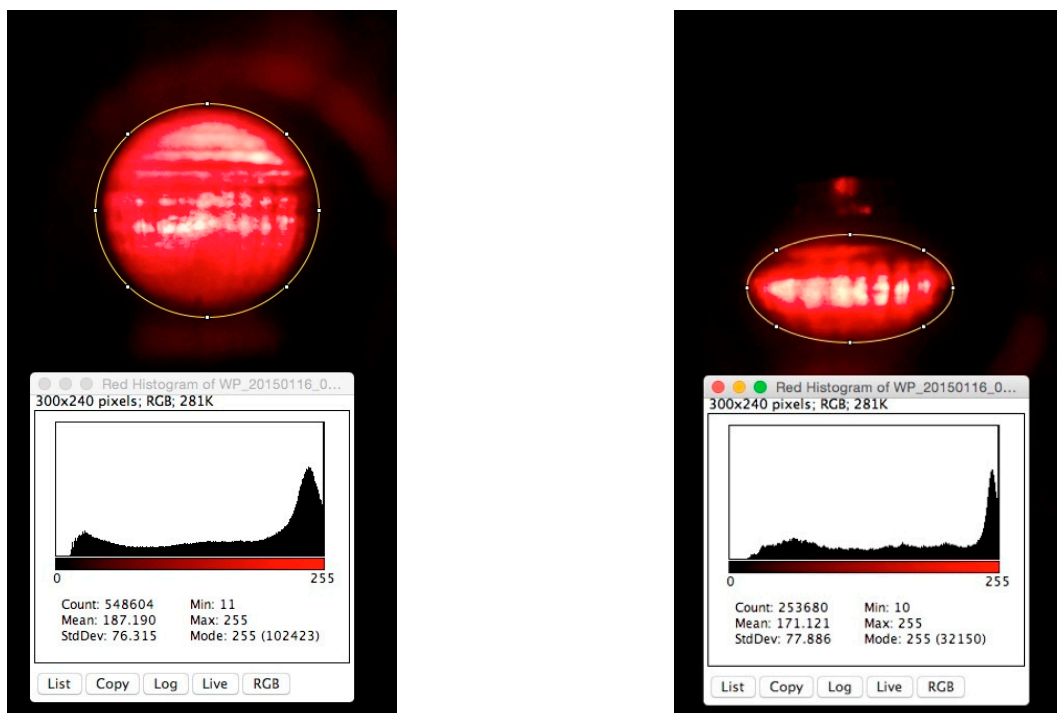 Red Histogram of WP_20150116_0...
300x240 pixels; RGB; 281K
0 255
Count: 548604 Min: 11
Mean: 187.190 Max: 255
StdDev: 76.315 Mode: 255 (102423)
List Copy Log Live RGB
Red Histogram of WP_20150116_0...
300x240 pixels; RGB; 281K
0 255
Count: 253680 Min: 10
Mean: 171.121 Max: 255
StdDev: 77.886 Mode: 255 (32150)
List Copy Log Live RGB